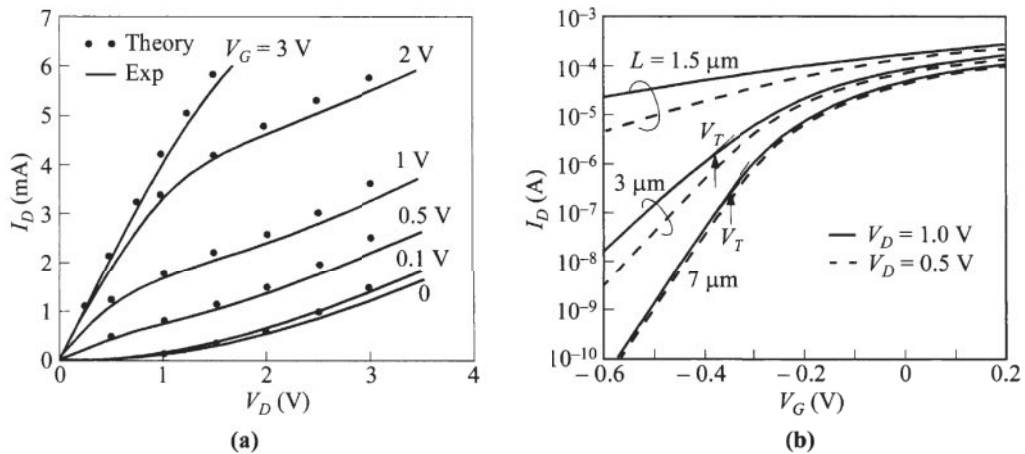 7
6
5
4
3
2
1
0
I_D (mA)
Theory
Exp
V_G = 3 V
2 V
1 V
0.5 V
0.1 V
0
0
1
2
3
4
V_D (V)
(a)
10⁻³
10⁻⁴
10⁻⁵
10⁻⁶
10⁻⁷
10⁻⁸
10⁻⁹
10⁻¹⁰
I_D (A)
L = 1.5 μm
V_T
3 μm
V_T
7 μm
V_D = 1.0 V
V_D = 0.5 V
− 0.6
− 0.4
− 0.2
0
0.2
V_G (V)
(b)